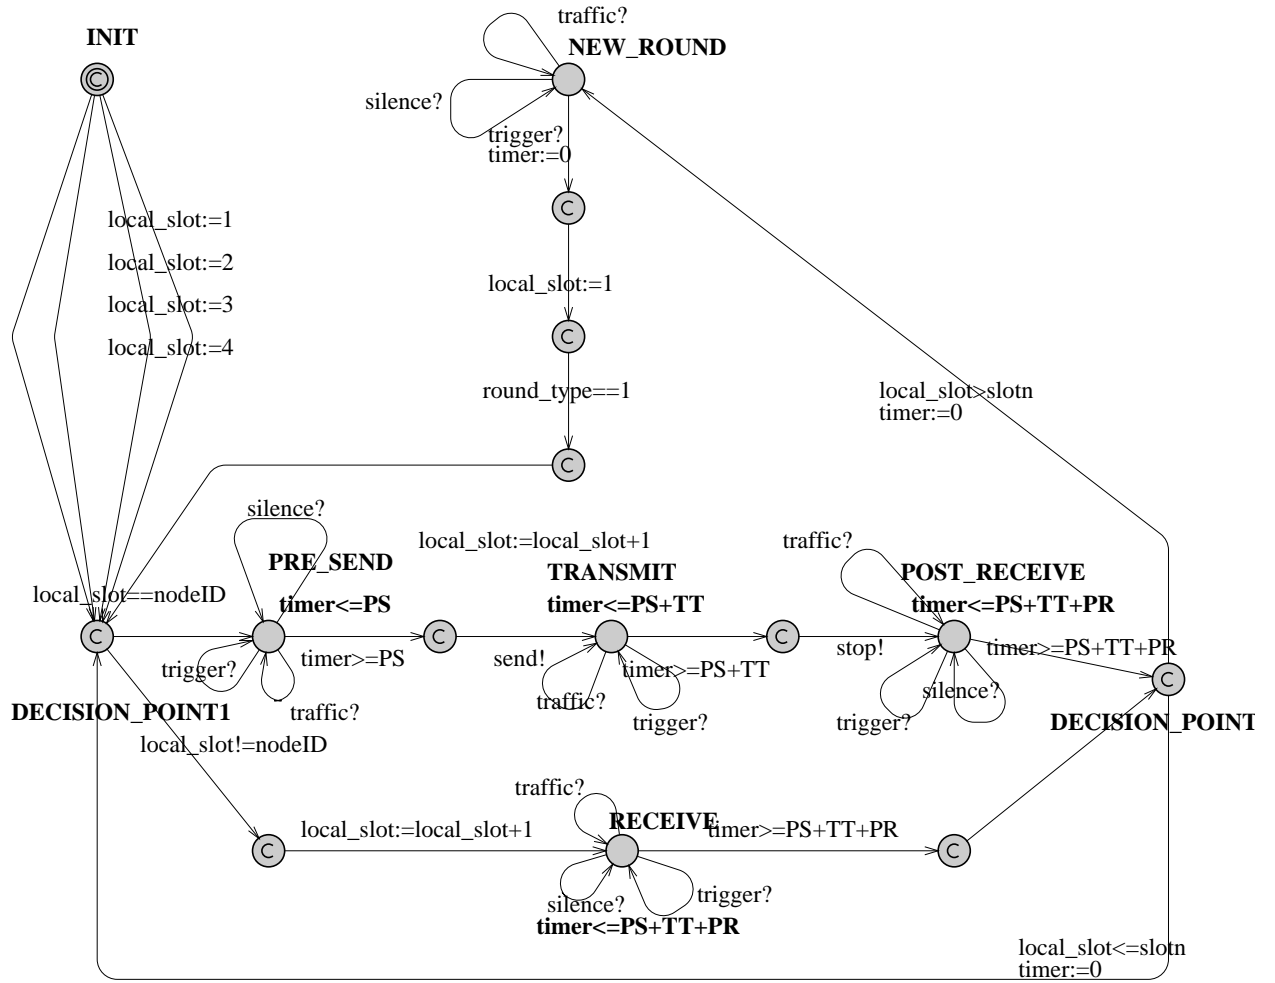 traffic?
INIT
NEW_ROUND
C
silence?
trigger?
timer:=0
C
local_slot:=1
local_slot:=2
local_slot:=1
local_slot:=3
C
local_slot:=4
round_type==1
local_slot>slotn
timer:=0
C
silence?
local_slot:=local_slot+1
traffic?
PRE_SEND
TRANSMIT
POST_RECEIVE
local_slot==nodeID
timer<=PS
timer<=PS+TT
timer<=PS+TT+PR
C
C
C
trigger?
timer>=PS
send!
timer>=PS+TT
stop!
timer>=PS+TT+PR
C
traffic?
traffic?
trigger?
silence?
trigger?
DECISION_POINT1
DECISION_POINT
local_slot!=nodeID
traffic?
RECEIVE
local_slot:=local_slot+1
timer>=PS+TT+PR
C
C
silence?
trigger?
timer<=PS+TT+PR
local_slot<=slotn
timer:=0